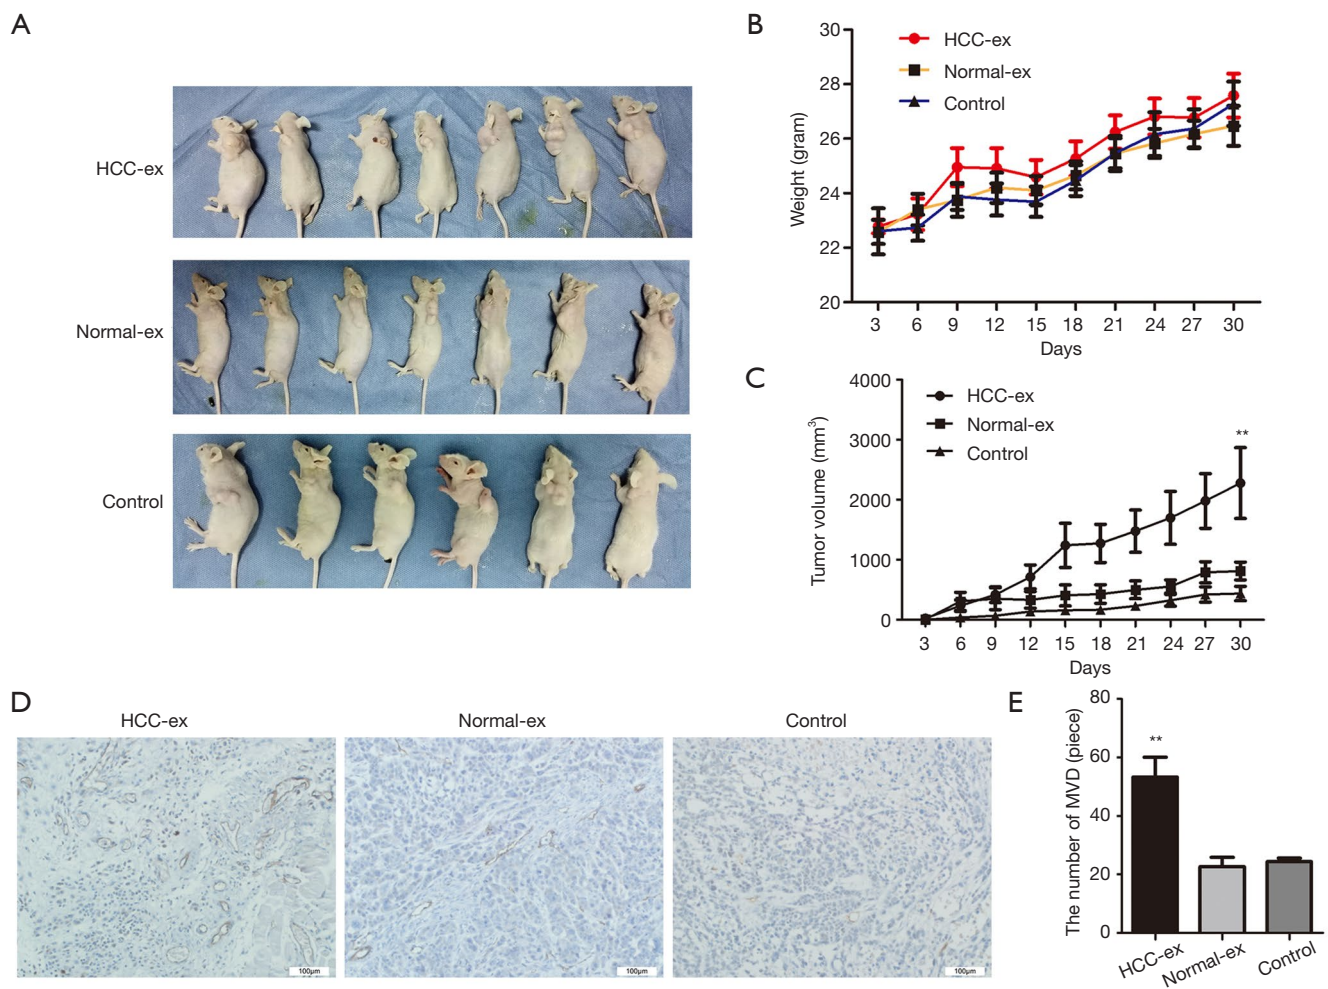 A
HCC-ex
Normal-ex
Control
B
Weight (gram)
30
28
26
24
22
20
HCC-ex
Normal-ex
Control
3 6 9 12 15 18 21 24 27 30
Days
C
Tumor volume (mm³)
4000
3000
2000
1000
0
HCC-ex
Normal-ex
Control
**
3 6 9 12 15 18 21 24 27 30
Days
D
HCC-ex Normal-ex Control
100μm 100μm 100μm
E
The number of MVD (piece)
80
60
40
20
0
**
HCC-ex Normal-ex Control